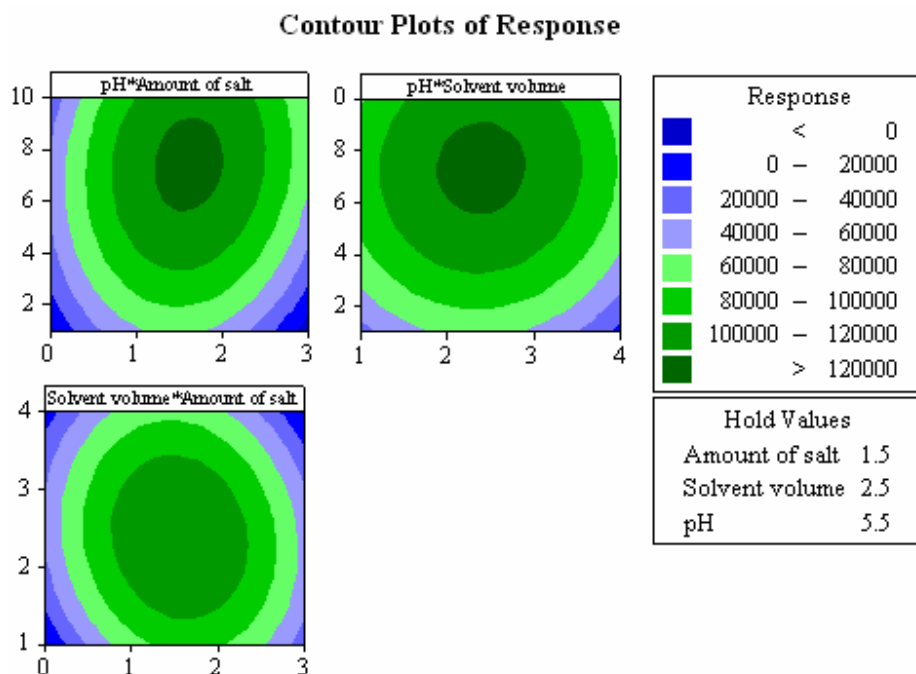 Contour Plots of Response
pH*Amount of salt
10
8
6
4
2
0 1 2 3
pH*Solvent volume
0
8
6
4
2
1 2 3 4
Response
< 0
0 – 20000
20000 – 40000
40000 – 60000
60000 – 80000
80000 – 100000
100000 – 120000
> 120000
Solvent volume*Amount of salt
4
3
2
1
0 1 2 3
Hold Values
Amount of salt 1.5
Solvent volume 2.5
pH 5.5